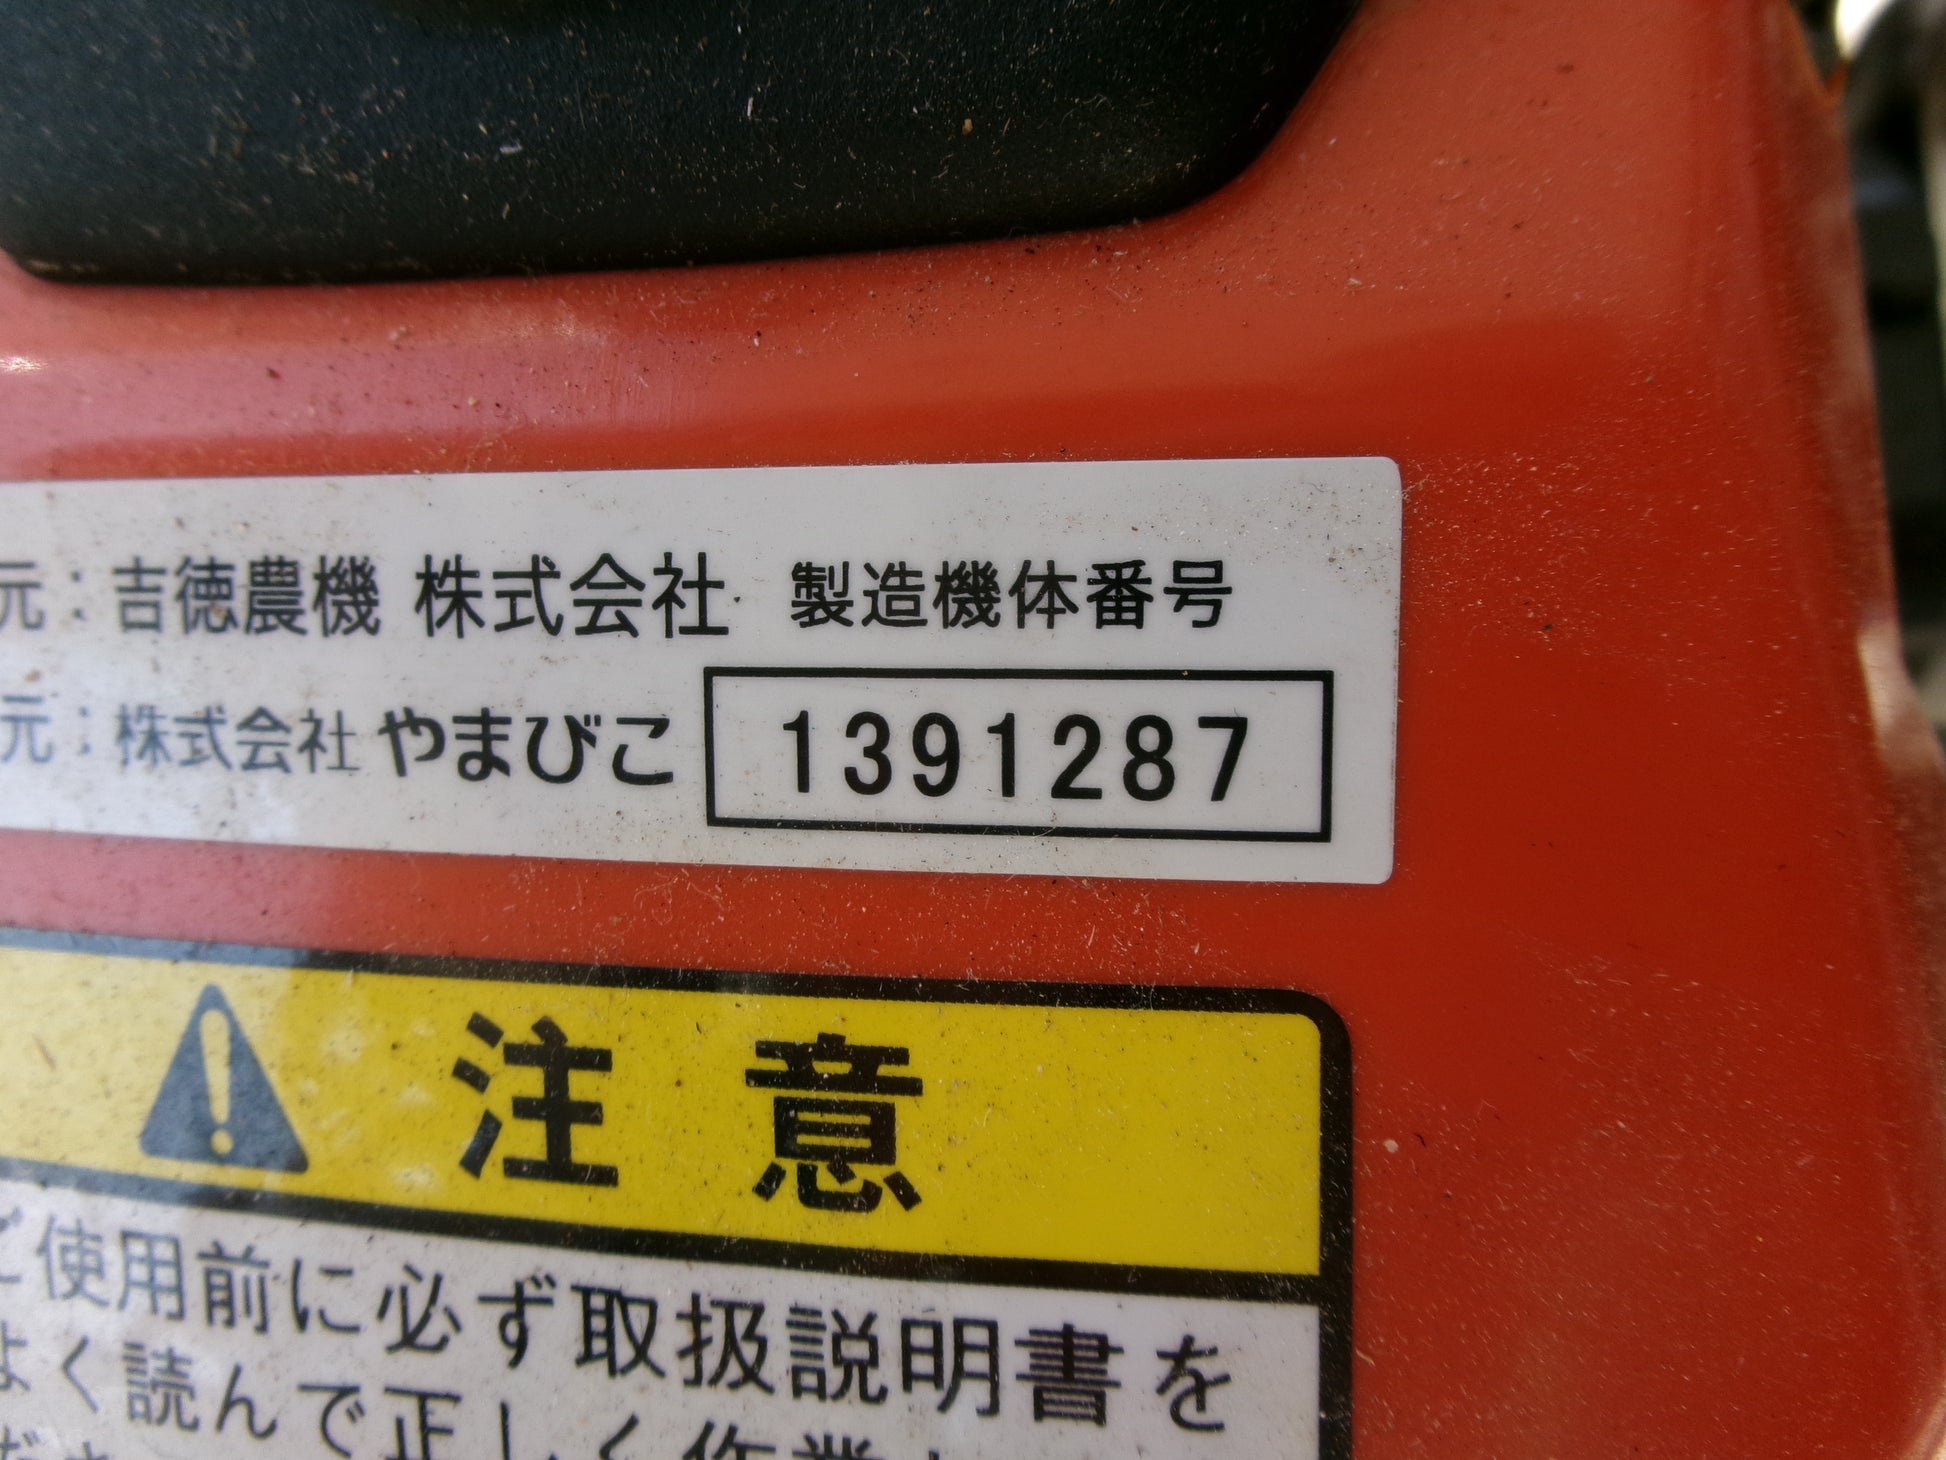 元：吉徳農機 株式会社 製造機体番号
元：株式会社 やまびこ 1391287
注意
ご使用前に必ず取扱説明書を
よく読んで正しく作業
ださ